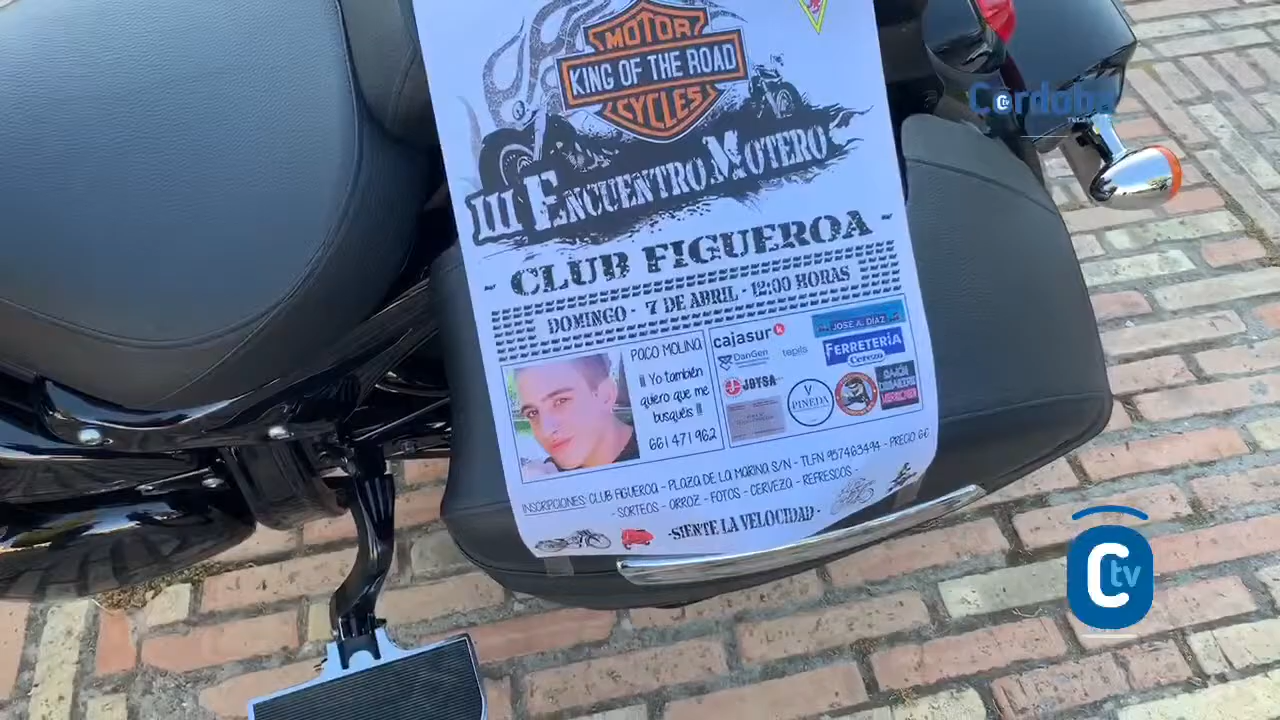 MOTOR
KING OF THE ROAD
CYCLES
III ENCUENTRO MOTERO
- CLUB FIGUEROA -
DOMINGO - 7 DE ABRIL - 12:00 HORAS
PACO MOLINA
¡¡ Yo también
quiero que me
busquéis !!
661 471 962
cajasur
DanGen
tepils
JOYSA
PINEDA
JOSE A. DIAZ
FERRETERÍA
Cerezo
INSCRIPCIONES: CLUB FIGUEROA - PLAZA DE LA MARINA S/N - TLFN 957463494 - PRECIO 6€
- SORTEOS - ARROZ - FOTOS - CERVEZA - REFRESCOS -
-SIENTE LA VELOCIDAD-
Córdoba
tv
C tv